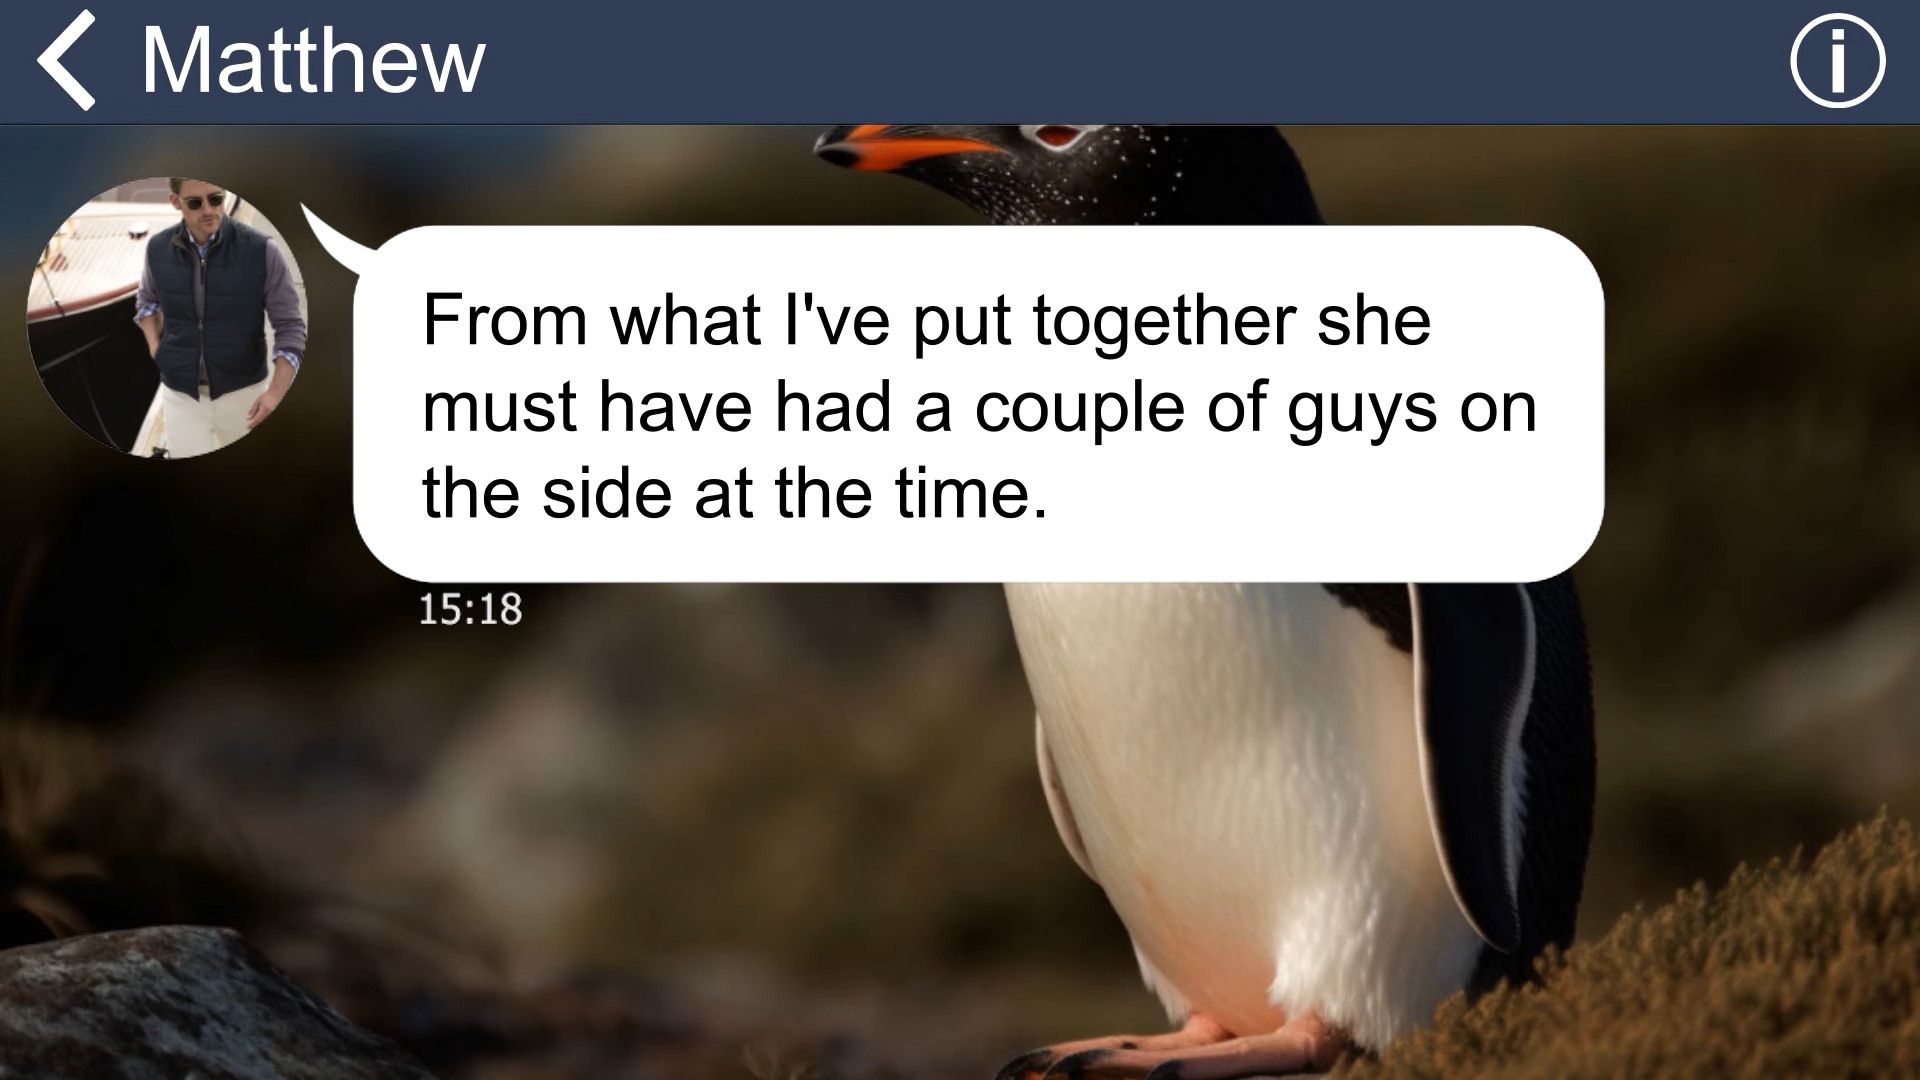 Matthew
From what I've put together she
must have had a couple of guys on
the side at the time.
15:18